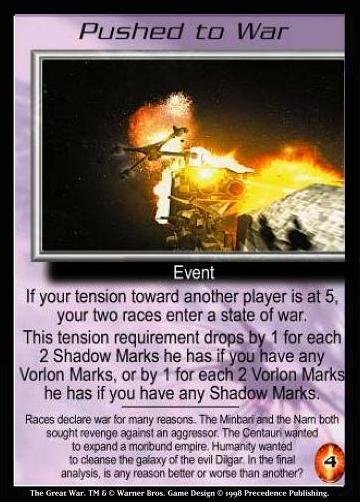 Pushed to War
Event
If your tension toward another player is at 5,
your two races enter a state of war.
This tension requirement drops by 1 for each
2 Shadow Marks he has if you have any
Vorlon Marks, or by 1 for each 2 Vorlon Marks
he has if you have any Shadow Marks.
Races declare war for many reasons. The Minbari and the Narn both
sought revenge against an aggressor. The Centauri wanted
to expand a moribund empire. Humanity wanted
to cleanse the galaxy of the evil Dilgar. In the final
analysis, is any reason better or worse than another?
4
The Great War. TM & © Warner Bros. Game Design © 1998 Precedence Publishing.